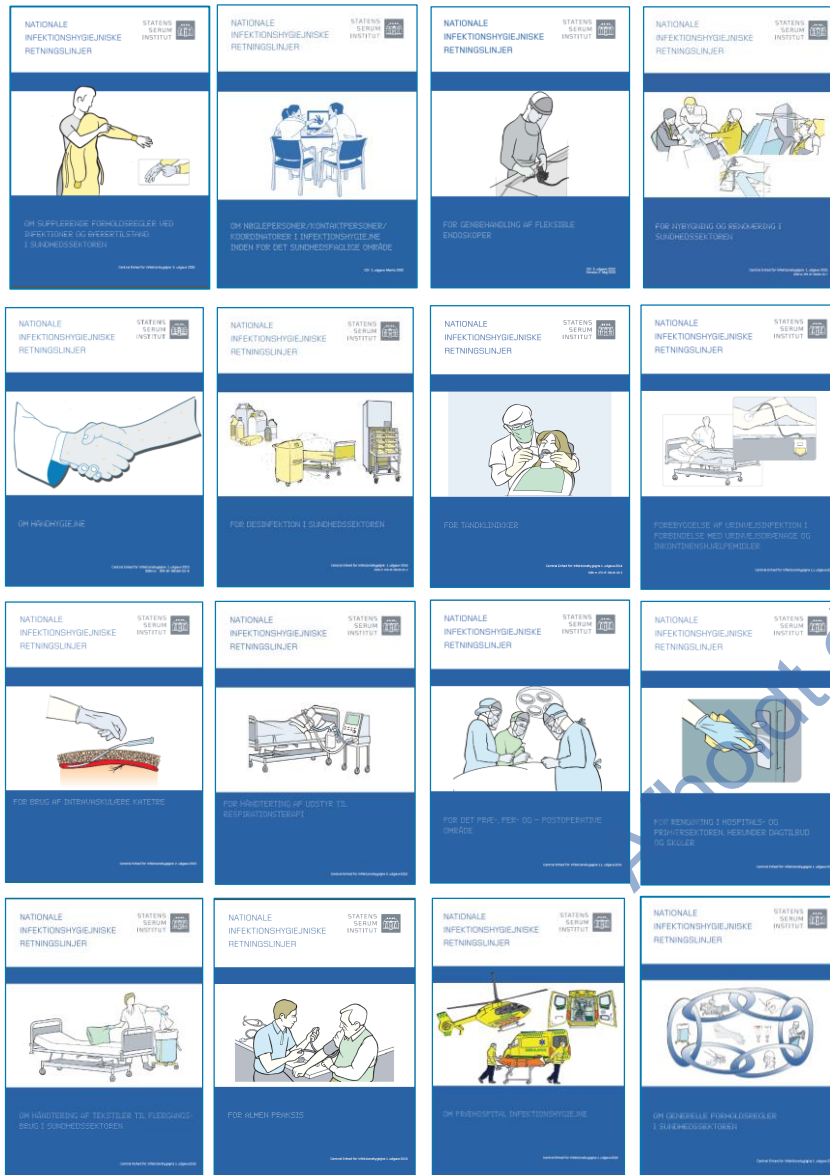 NATIONALE
INFEKTIONSHYGIEJNISKE
RETNINGSLINJER
STATENS
SERUM
INSTITUT
OM SUPPLERENDE FORHOLDSREGLER VED
INFEKTIONER OG BÆRERTILSTAND
I SUNDHEDSSEKTOREN
NATIONALE
INFEKTIONSHYGIEJNISKE
RETNINGSLINJER
STATENS
SERUM
INSTITUT
OM NØGLEPERSONER/KONTAKTPERSONER/
KOORDINATORER I INFEKTIONSHYGIEJNE
INDEN FOR DET SUNDHEDSFAGLIGE OMRÅDE
NATIONALE
INFEKTIONSHYGIEJNISKE
RETNINGSLINJER
STATENS
SERUM
INSTITUT
FOR GENBEHANDLING AF FLEKSIBLE
ENDOSKOPER
NATIONALE
INFEKTIONSHYGIEJNISKE
RETNINGSLINJER
STATENS
SERUM
INSTITUT
FOR NYBYGNING OG RENOVERING I
SUNDHEDSSEKTOREN
NATIONALE
INFEKTIONSHYGIEJNISKE
RETNINGSLINJER
STATENS
SERUM
INSTITUT
OM HÅNDHYGIEJNE
NATIONALE
INFEKTIONSHYGIEJNISKE
RETNINGSLINJER
STATENS
SERUM
INSTITUT
FOR DESINFEKTION I SUNDHEDSSEKTOREN
NATIONALE
INFEKTIONSHYGIEJNISKE
RETNINGSLINJER
STATENS
SERUM
INSTITUT
FOR TANDKLINIKKER
NATIONALE
INFEKTIONSHYGIEJNISKE
RETNINGSLINJER
STATENS
SERUM
INSTITUT
FOREBYGGELSE AF URINVEJSINFEKTION I
FORBINDELSE MED URINVEJSDRÆNAGE OG
INKONTINENSHJÆLPEMIDLER
NATIONALE
INFEKTIONSHYGIEJNISKE
RETNINGSLINJER
STATENS
SERUM
INSTITUT
FOR BRUG AF INTRAVASKULÆRE KATETRE
NATIONALE
INFEKTIONSHYGIEJNISKE
RETNINGSLINJER
STATENS
SERUM
INSTITUT
FOR HÅNDTERING AF UDSTYR TIL
RESPIRATIONSTERAPI
NATIONALE
INFEKTIONSHYGIEJNISKE
RETNINGSLINJER
STATENS
SERUM
INSTITUT
FOR DET PRÆ-, PER- OG - POSTOPERATIVE
OMRÅDE
NATIONALE
INFEKTIONSHYGIEJNISKE
RETNINGSLINJER
STATENS
SERUM
INSTITUT
FOR RENGØRING I HOSPITALS- OG
PRIMÆRSEKTOREN, HERUNDER DAGTILBUD
OG SKOLER
NATIONALE
INFEKTIONSHYGIEJNISKE
RETNINGSLINJER
STATENS
SERUM
INSTITUT
OM HÅNDTERING AF TEKSTILER TIL FLERGANGS-
BRUG I SUNDHEDSSEKTOREN
NATIONALE
INFEKTIONSHYGIEJNISKE
RETNINGSLINJER
STATENS
SERUM
INSTITUT
FOR ALMEN PRAKSIS
NATIONALE
INFEKTIONSHYGIEJNISKE
RETNINGSLINJER
STATENS
SERUM
INSTITUT
OM PRÆHOSPITAL INFEKTIONSHYGIEJNE
NATIONALE
INFEKTIONSHYGIEJNISKE
RETNINGSLINJER
STATENS
SERUM
INSTITUT
OM GENERELLE FORHOLDSREGLER
I SUNDHEDSSEKTOREN